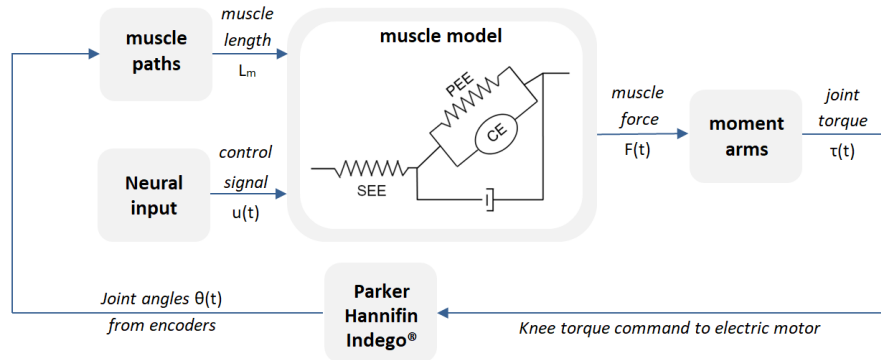 muscle
paths
muscle
length
Lₘ
muscle model
PEE
CE
SEE
Neural
input
control
signal
u(t)
muscle
force
F(t)
moment
arms
joint
torque
τ(t)
Joint angles θ(t)
from encoders
Parker
Hannifin
Indego®
Knee torque command to electric motor